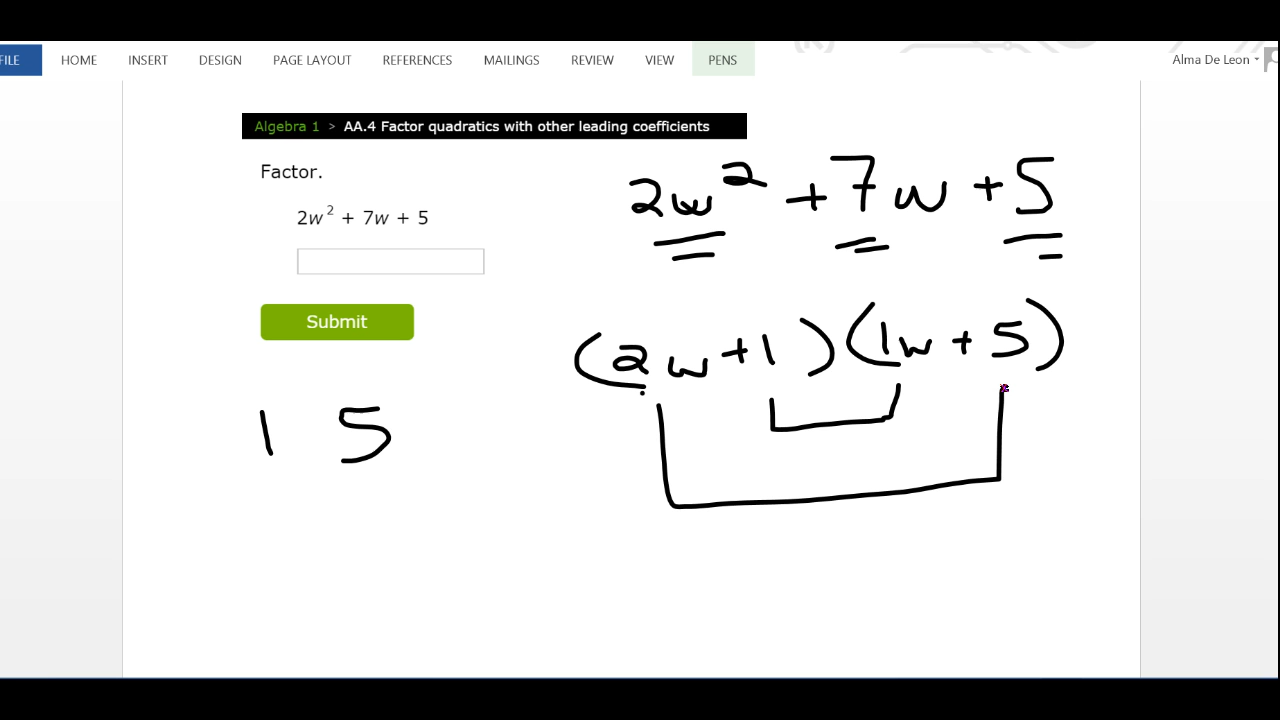 FILE HOME INSERT DESIGN PAGE LAYOUT REFERENCES MAILINGS REVIEW VIEW PENS Alma De Leon
Algebra 1 > AA.4 Factor quadratics with other leading coefficients
Factor.
2w² + 7w + 5
2w² + 7w + 5
Submit
(2w+1)(1w+5)
1 5